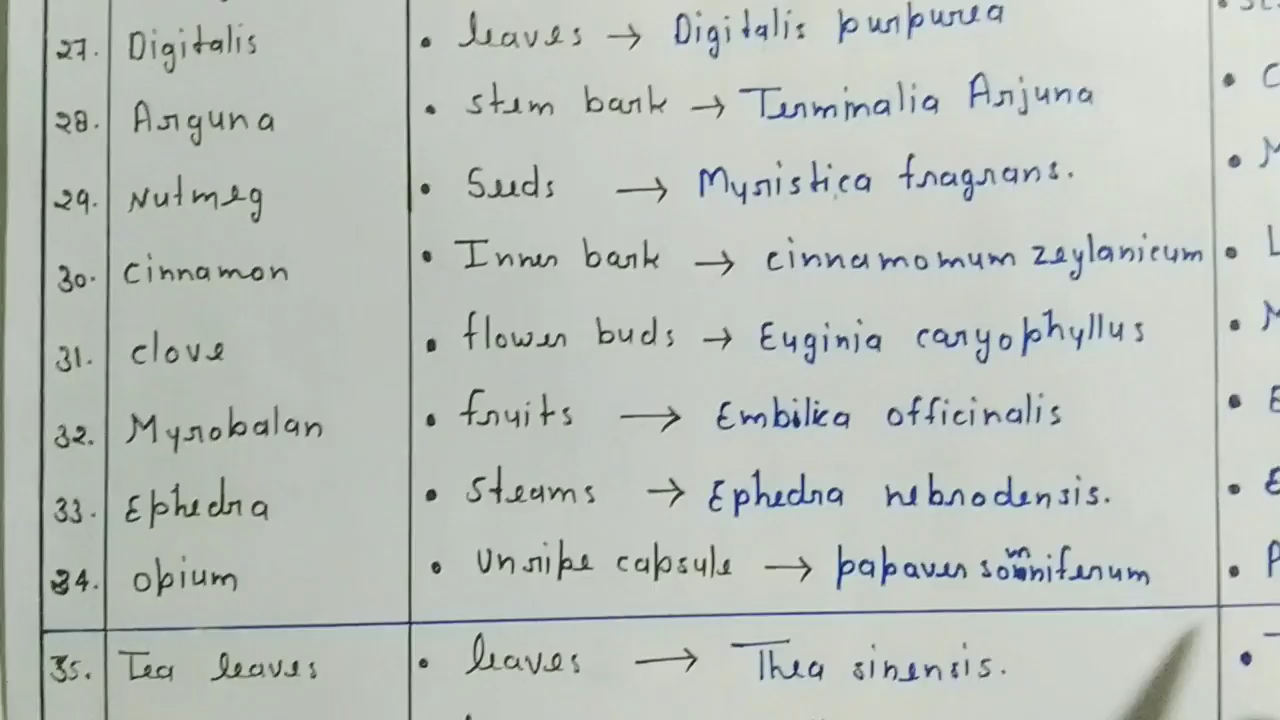 27. Digitalis • leaves → Digitalis purpurea
28. Arguna • stem bark → Terminalia Arjuna
29. Nutmeg • Seeds → Myristica fragrans.
30. Cinnamon • Inner bark → cinnamomum zeylanicum
31. clove • flower buds → Euginia caryophyllus
32. Myrobalan • fruits → Embilica officinalis
33. Ephedra • steams → Ephedra nebrodensis.
34. opium • unripe capsule → papaver somniferum
35. Tea leaves • leaves → Thea sinensis.